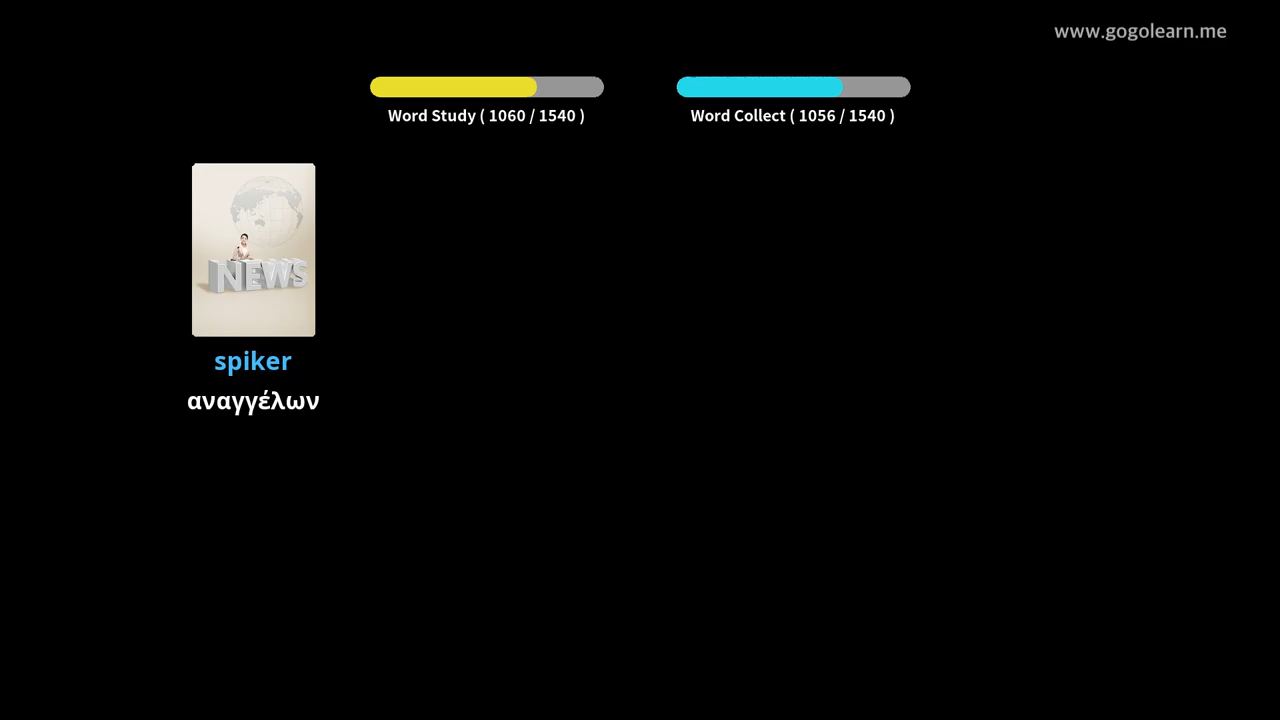 www.gogolearn.me
Word Study ( 1060 / 1540 )
Word Collect ( 1056 / 1540 )
NEWS
spiker
αναγγέλων